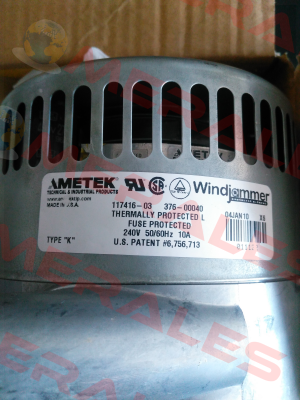 AMETEK
TECHNICAL & INDUSTRIAL PRODUCTS
MADE IN U.S.A.
Windjammer
117416-03 376-00040
THERMALLY PROTECTED L
FUSE PROTECTED
240V 50/60Hz 10A
TYPE "K"
U.S. PATENT #6,756,713
04JAN10
EMERALES